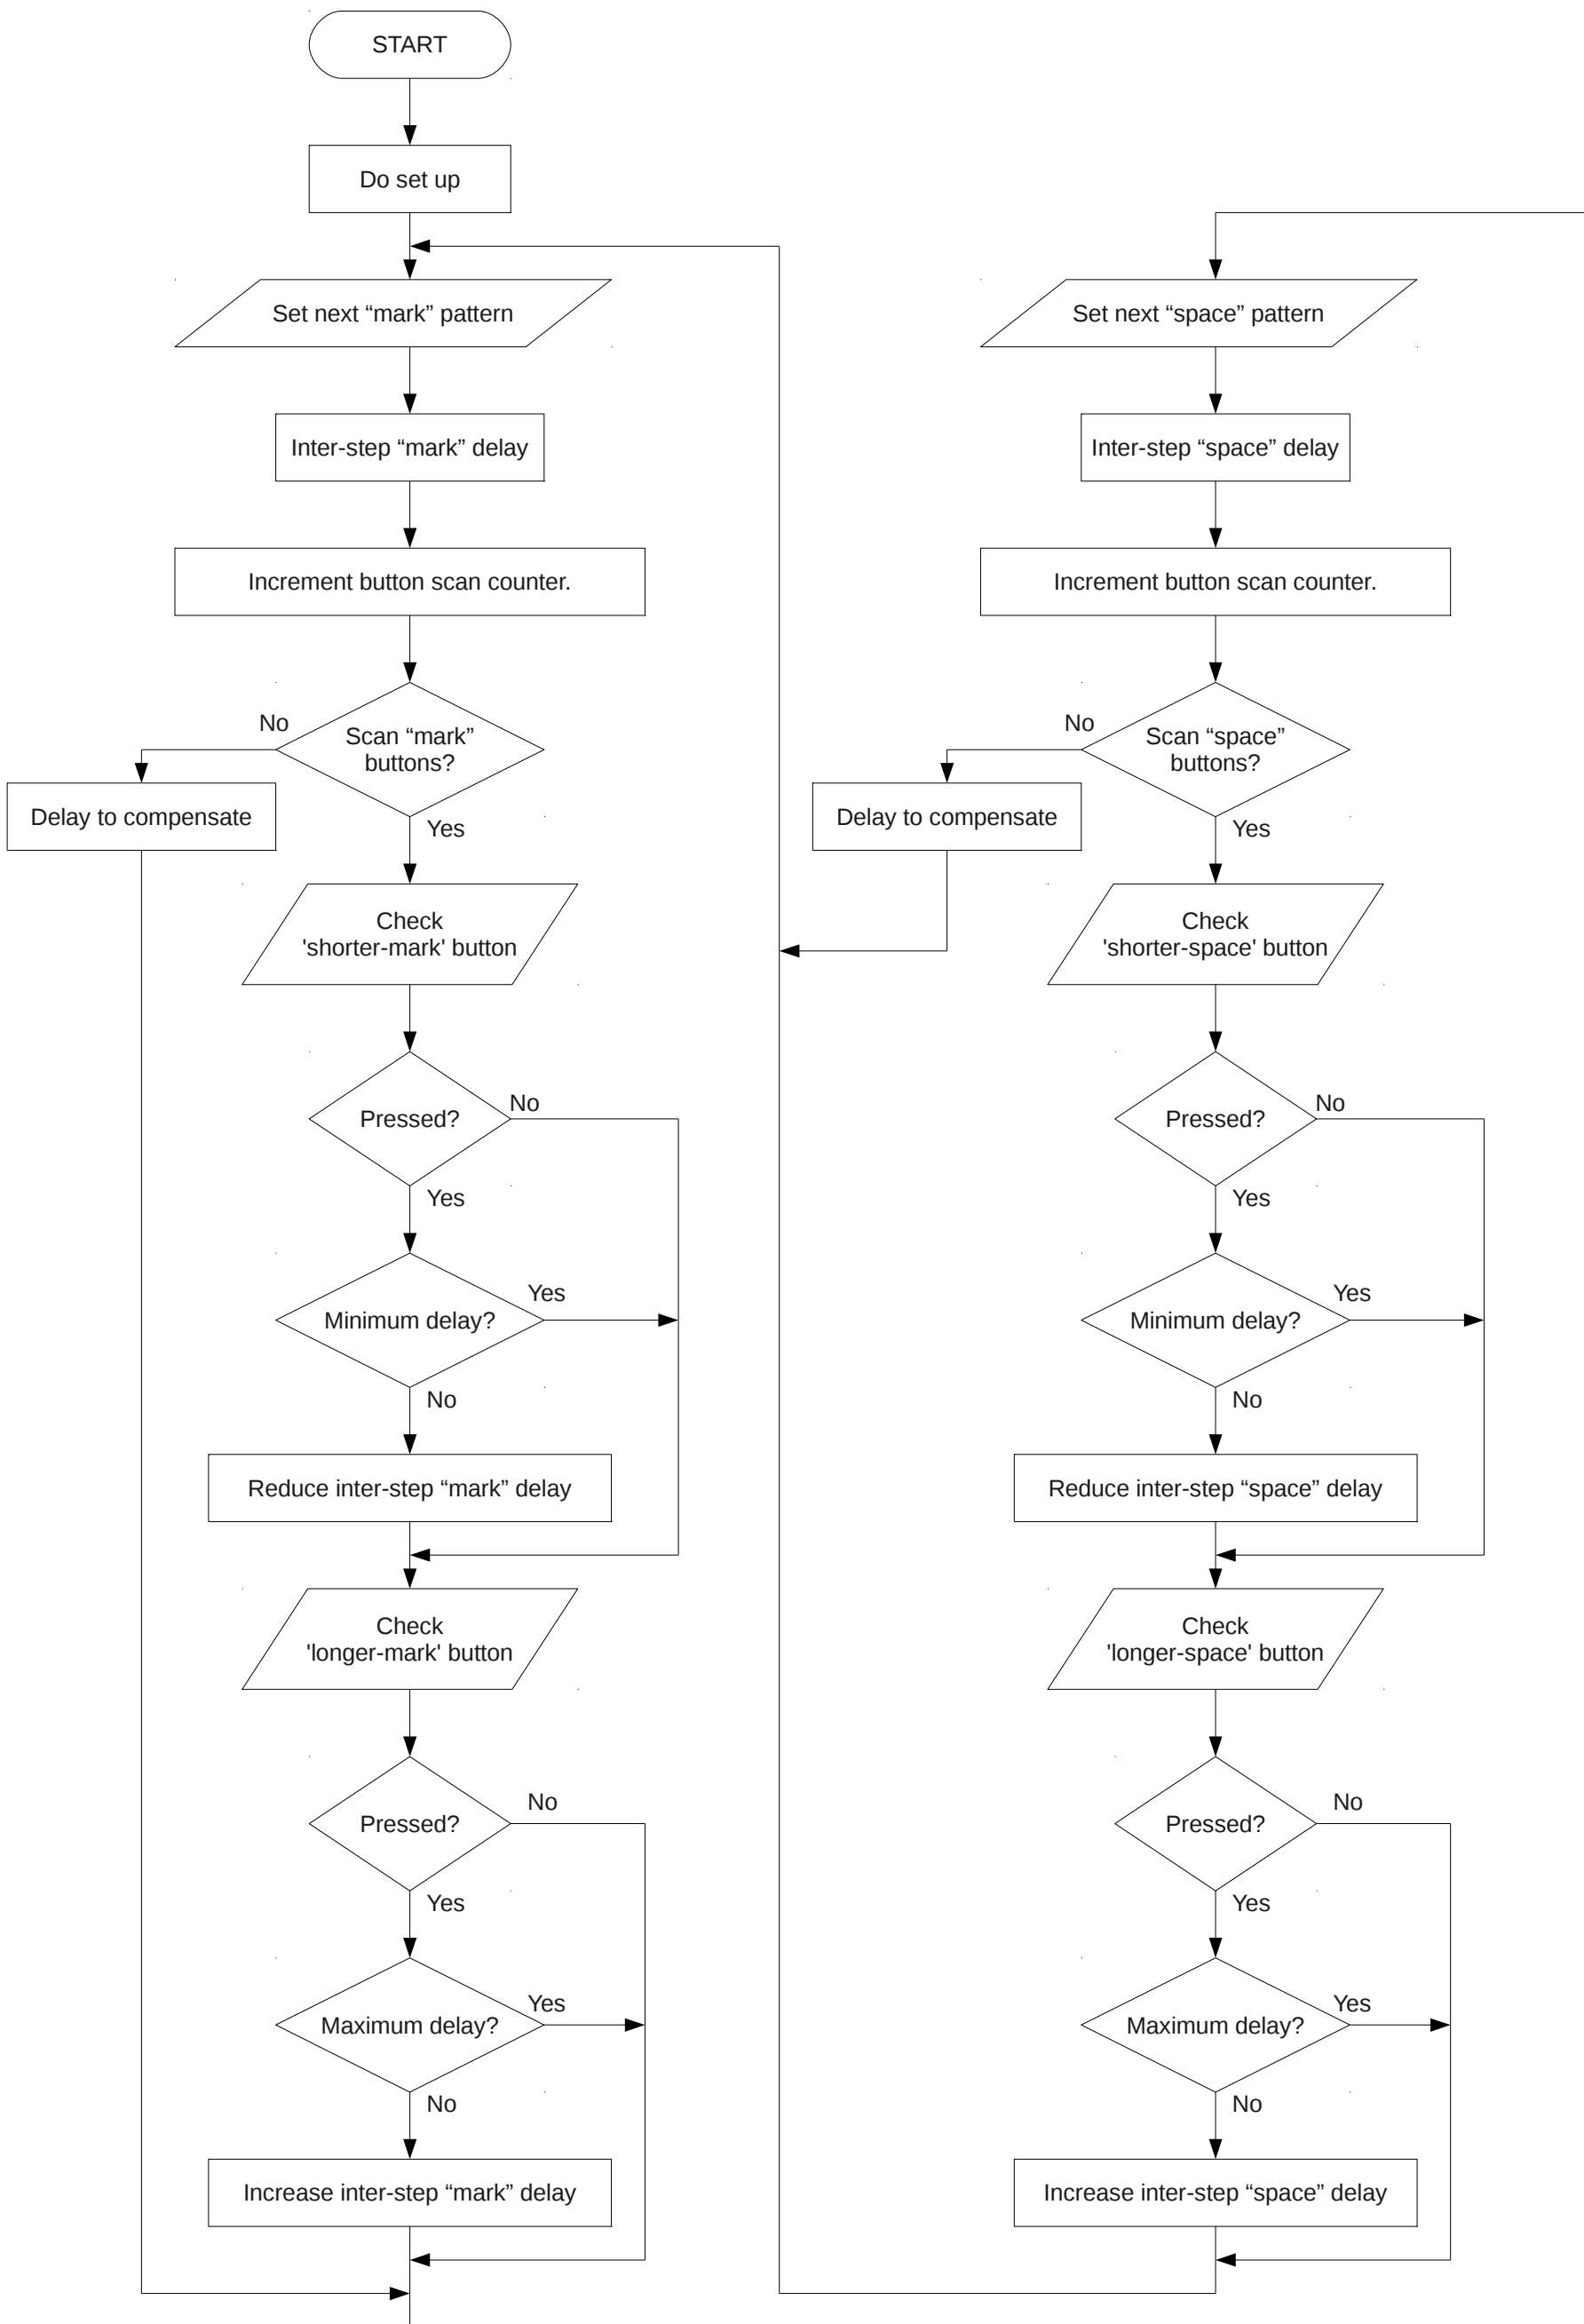 START
Do set up
Set next “mark” pattern
Inter-step “mark” delay
Increment button scan counter.
Scan “mark”
buttons?
No
Yes
Delay to compensate
Check
'shorter-mark' button
Pressed?
No
Yes
Minimum delay?
Yes
No
Reduce inter-step “mark” delay
Check
'longer-mark' button
Pressed?
No
Yes
Maximum delay?
Yes
No
Increase inter-step “mark” delay
Set next “space” pattern
Inter-step “space” delay
Increment button scan counter.
Scan “space”
buttons?
No
Yes
Delay to compensate
Check
'shorter-space' button
Pressed?
No
Yes
Minimum delay?
Yes
No
Reduce inter-step “space” delay
Check
'longer-space' button
Pressed?
No
Yes
Maximum delay?
Yes
No
Increase inter-step “space” delay